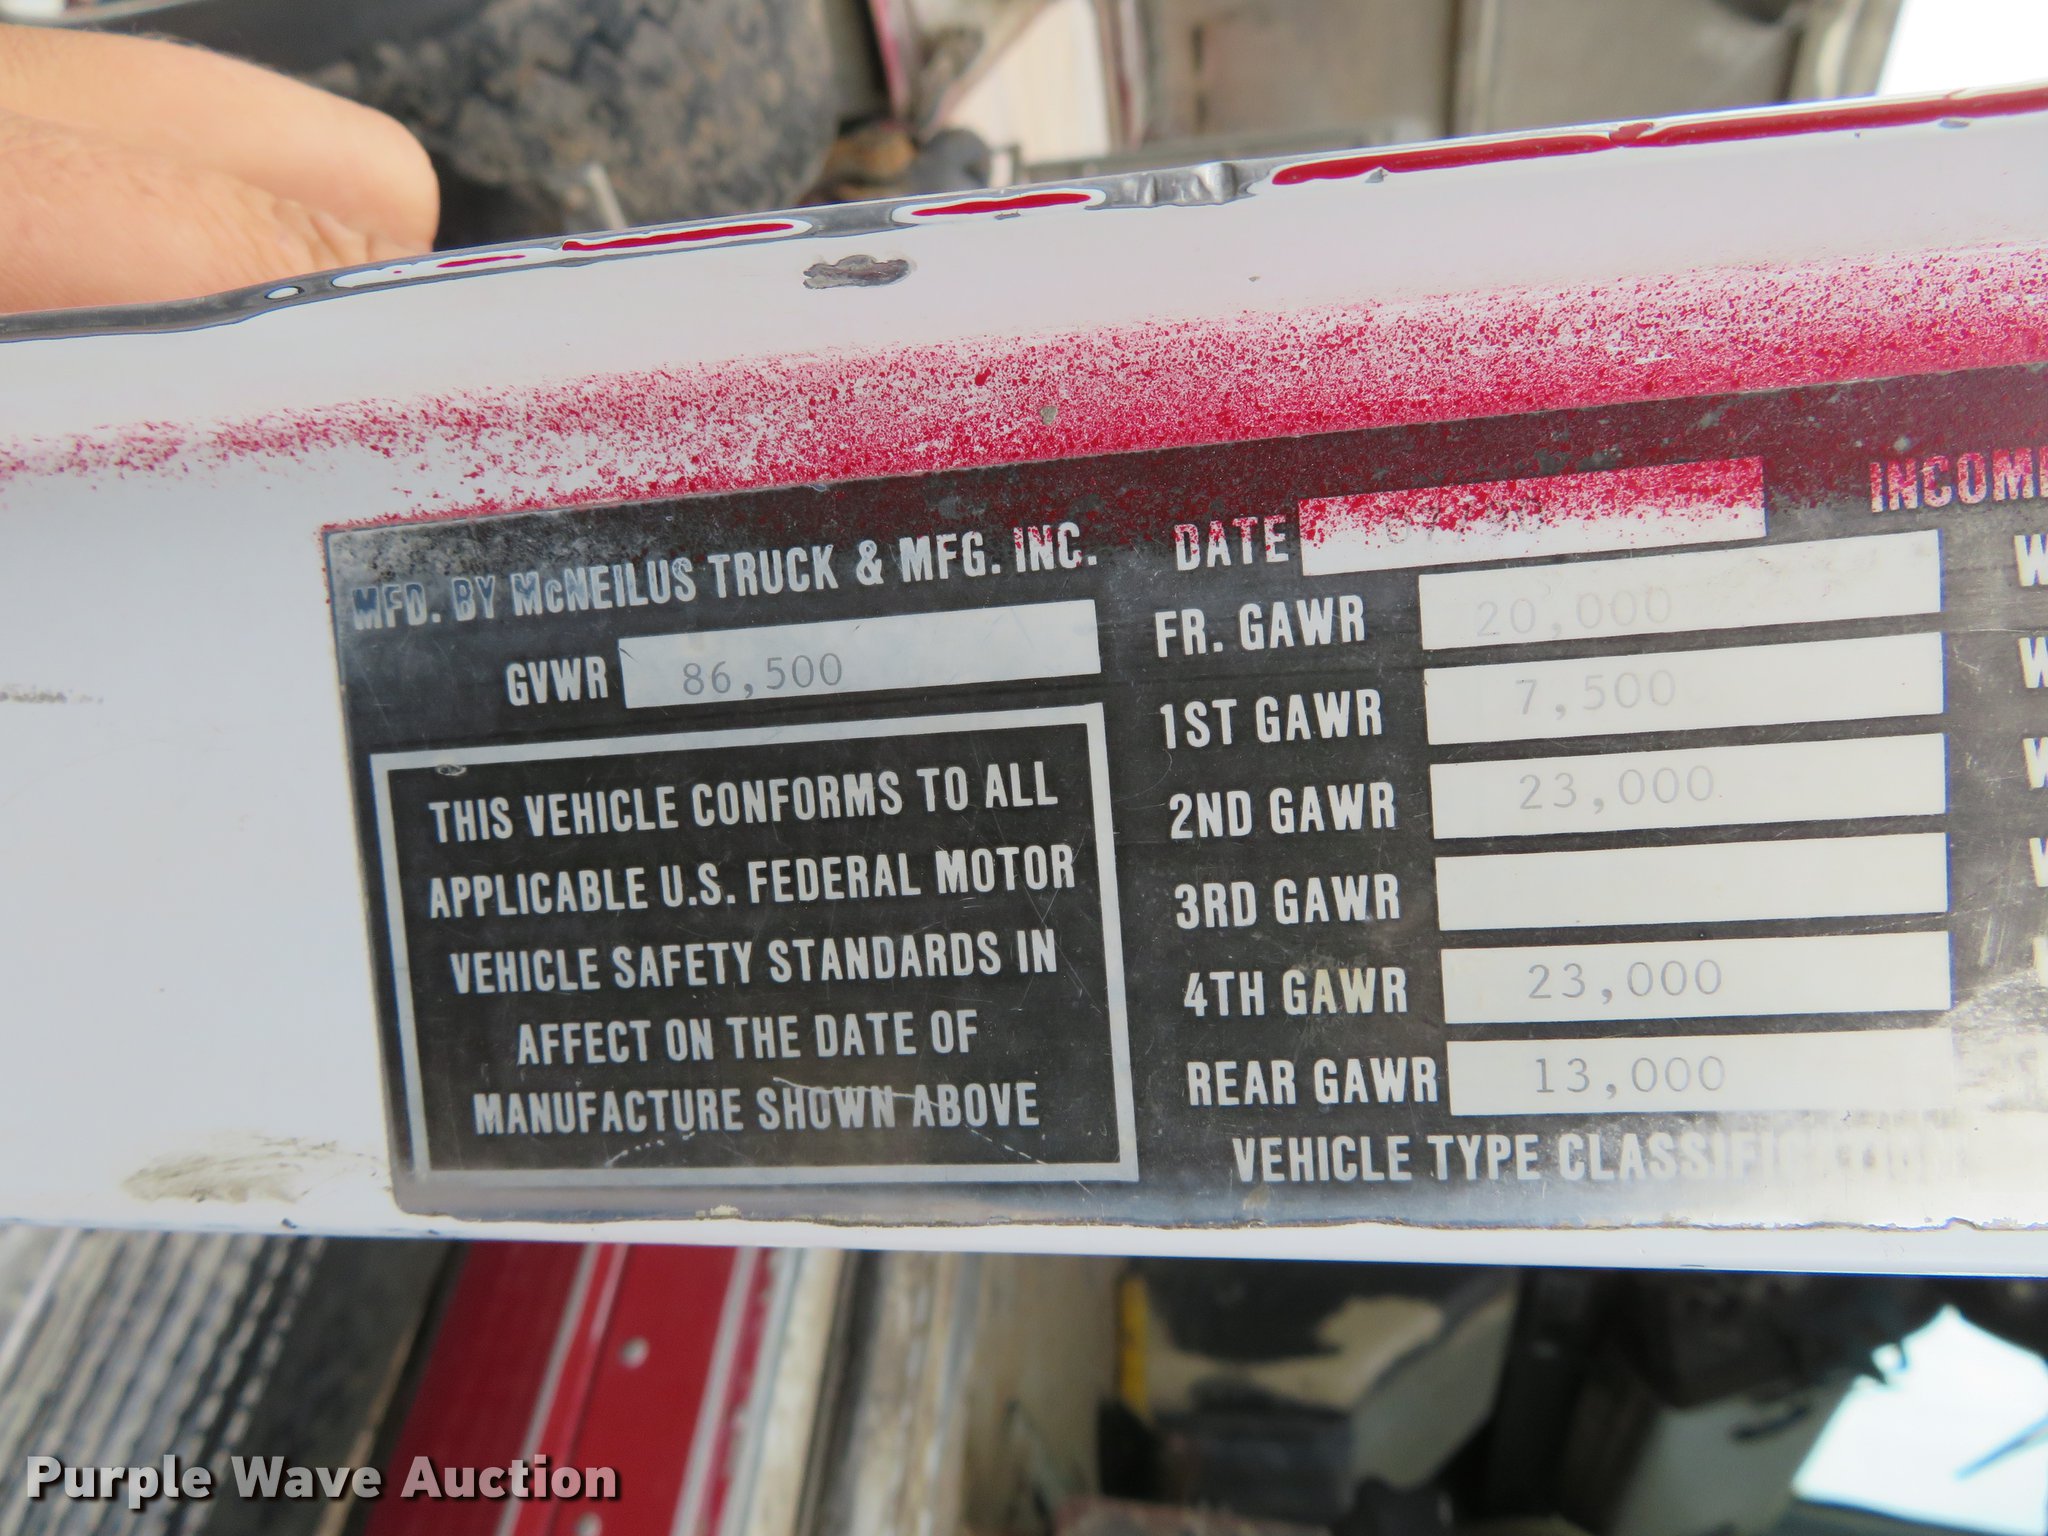 MFD. BY McNEILUS TRUCK & MFG. INC.
GVWR 86,500
THIS VEHICLE CONFORMS TO ALL
APPLICABLE U.S. FEDERAL MOTOR
VEHICLE SAFETY STANDARDS IN
AFFECT ON THE DATE OF
MANUFACTURE SHOWN ABOVE
DATE
FR. GAWR 20,000
1ST GAWR 7,500
2ND GAWR 23,000
3RD GAWR
4TH GAWR 23,000
REAR GAWR 13,000
VEHICLE TYPE CLASSIFICATION
Purple Wave Auction